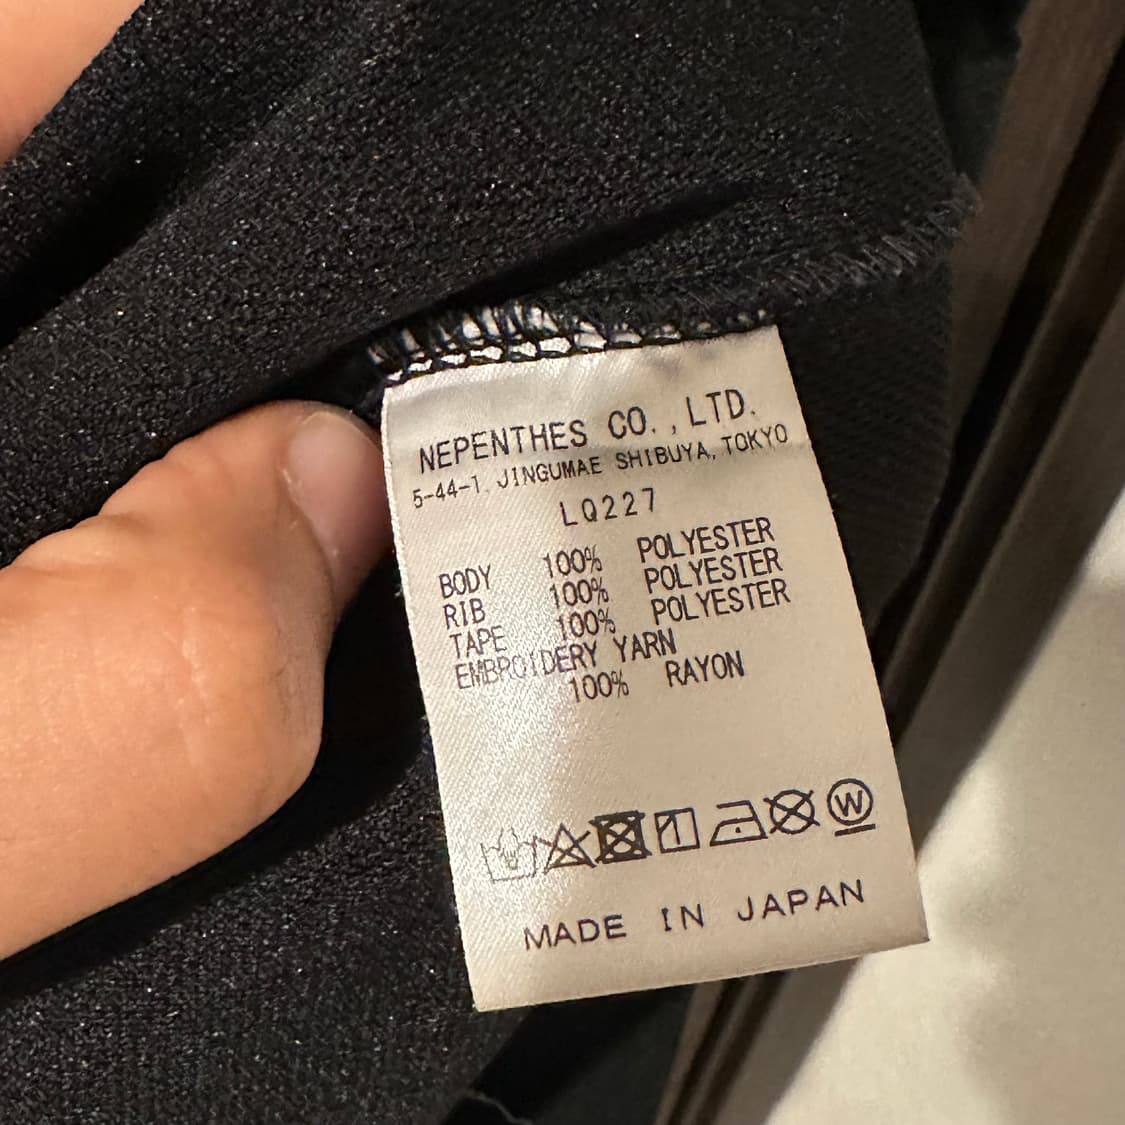 NEPENTHES CO., LTD.
5-44-1, JINGUMAE SHIBUYA, TOKYO
LQ227
BODY 100% POLYESTER
RIB 100% POLYESTER
TAPE 100% POLYESTER
EMBROIDERY YARN
100% RAYON
W
MADE IN JAPAN